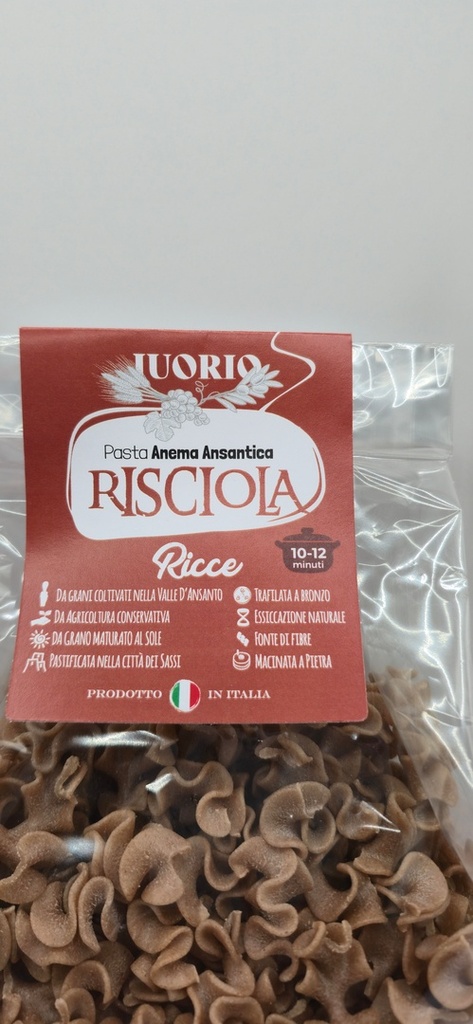 IUORIO
Pasta Anema Ansantica
RISCIOLA
Ricce
10-12
minuti
Da grani coltivati nella Valle D'Ansanto
Da Agricoltura conservativa
da grano maturato al sole
Pastificata nella città dei Sassi
Trafilata a bronzo
Essiccazione naturale
Fonte di fibre
Macinata a Pietra
PRODOTTO IN ITALIA